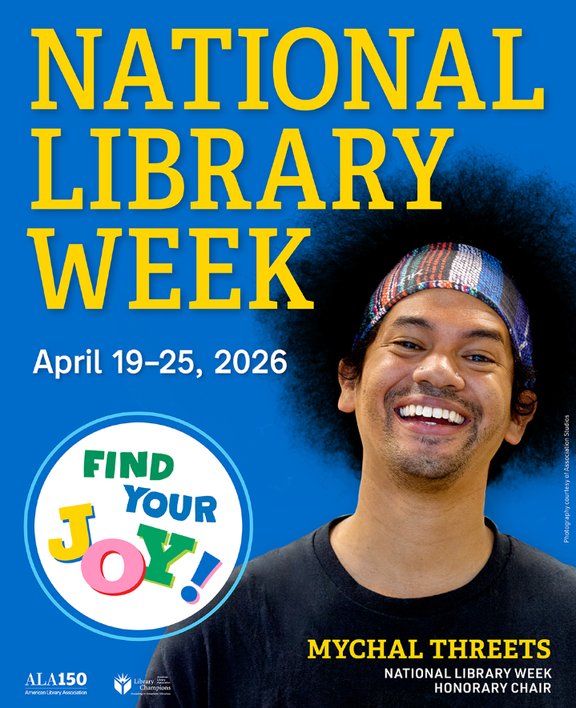 NATIONAL
LIBRARY
WEEK
April 19–25, 2026
FIND
YOUR
JOY!
Photography courtesy of Association Studios
MYCHAL THREETS
NATIONAL LIBRARY WEEK
HONORARY CHAIR
ALA150
American Library Association
Library
Champions